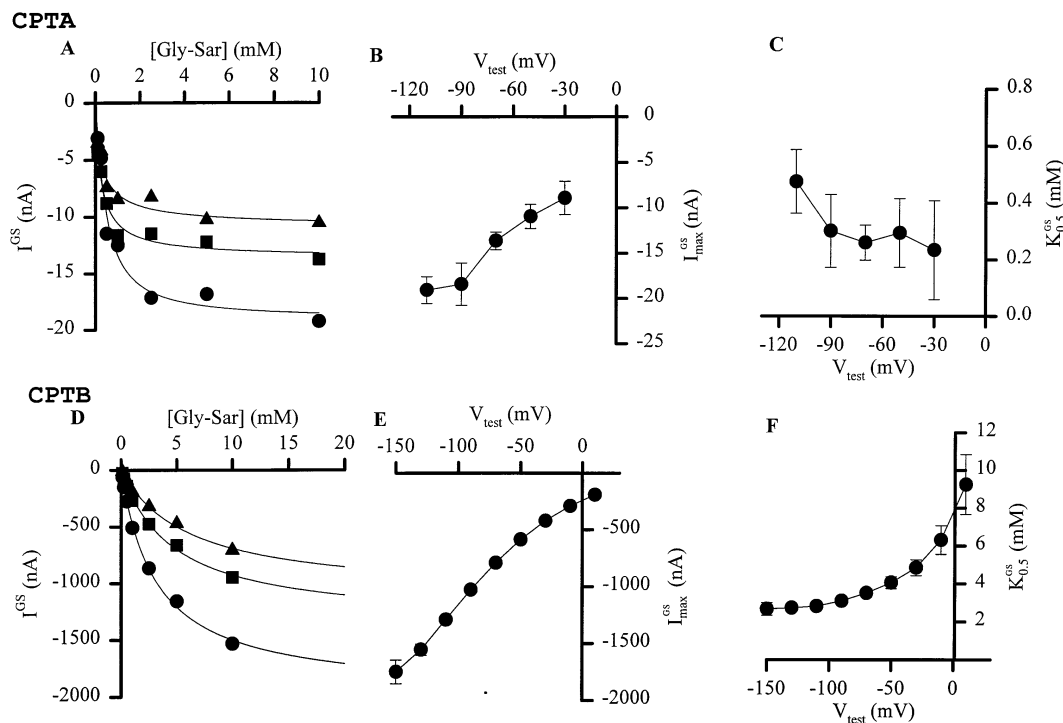 CPTA
A
[Gly-Sar] (mM)
0 2 4 6 8 10
0
-5
-10
-15
-20
I^GS (nA)
B
V_test (mV)
-120 -90 -60 -30 0
0
-5
-10
-15
-20
-25
I^GS_max (nA)
C
0.8
0.6
0.4
0.2
0.0
K^GS_0.5 (mM)
-120 -90 -60 -30 0
V_test (mV)
CPTB
D
[Gly-Sar] (mM)
0 5 10 15 20
0
-500
-1000
-1500
-2000
I^GS (nA)
E
V_test (mV)
-150 -100 -50 0
-500
-1000
-1500
-2000
I^GS_max (nA)
F
12
10
8
6
4
2
K^GS_0.5 (mM)
-150 -100 -50 0
V_test (mV)